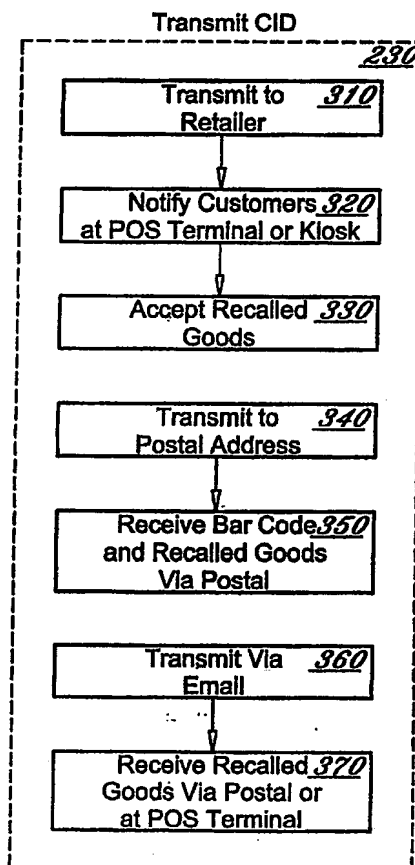 Transmit CID
230
Transmit to 310
Retailer
Notify Customers 320
at POS Terminal or Kiosk
Accept Recalled 330
Goods
Transmit to 340
Postal Address
Receive Bar Code 350
and Recalled Goods
Via Postal
Transmit Via 360
Email
Receive Recalled 370
Goods Via Postal or
at POS Terminal